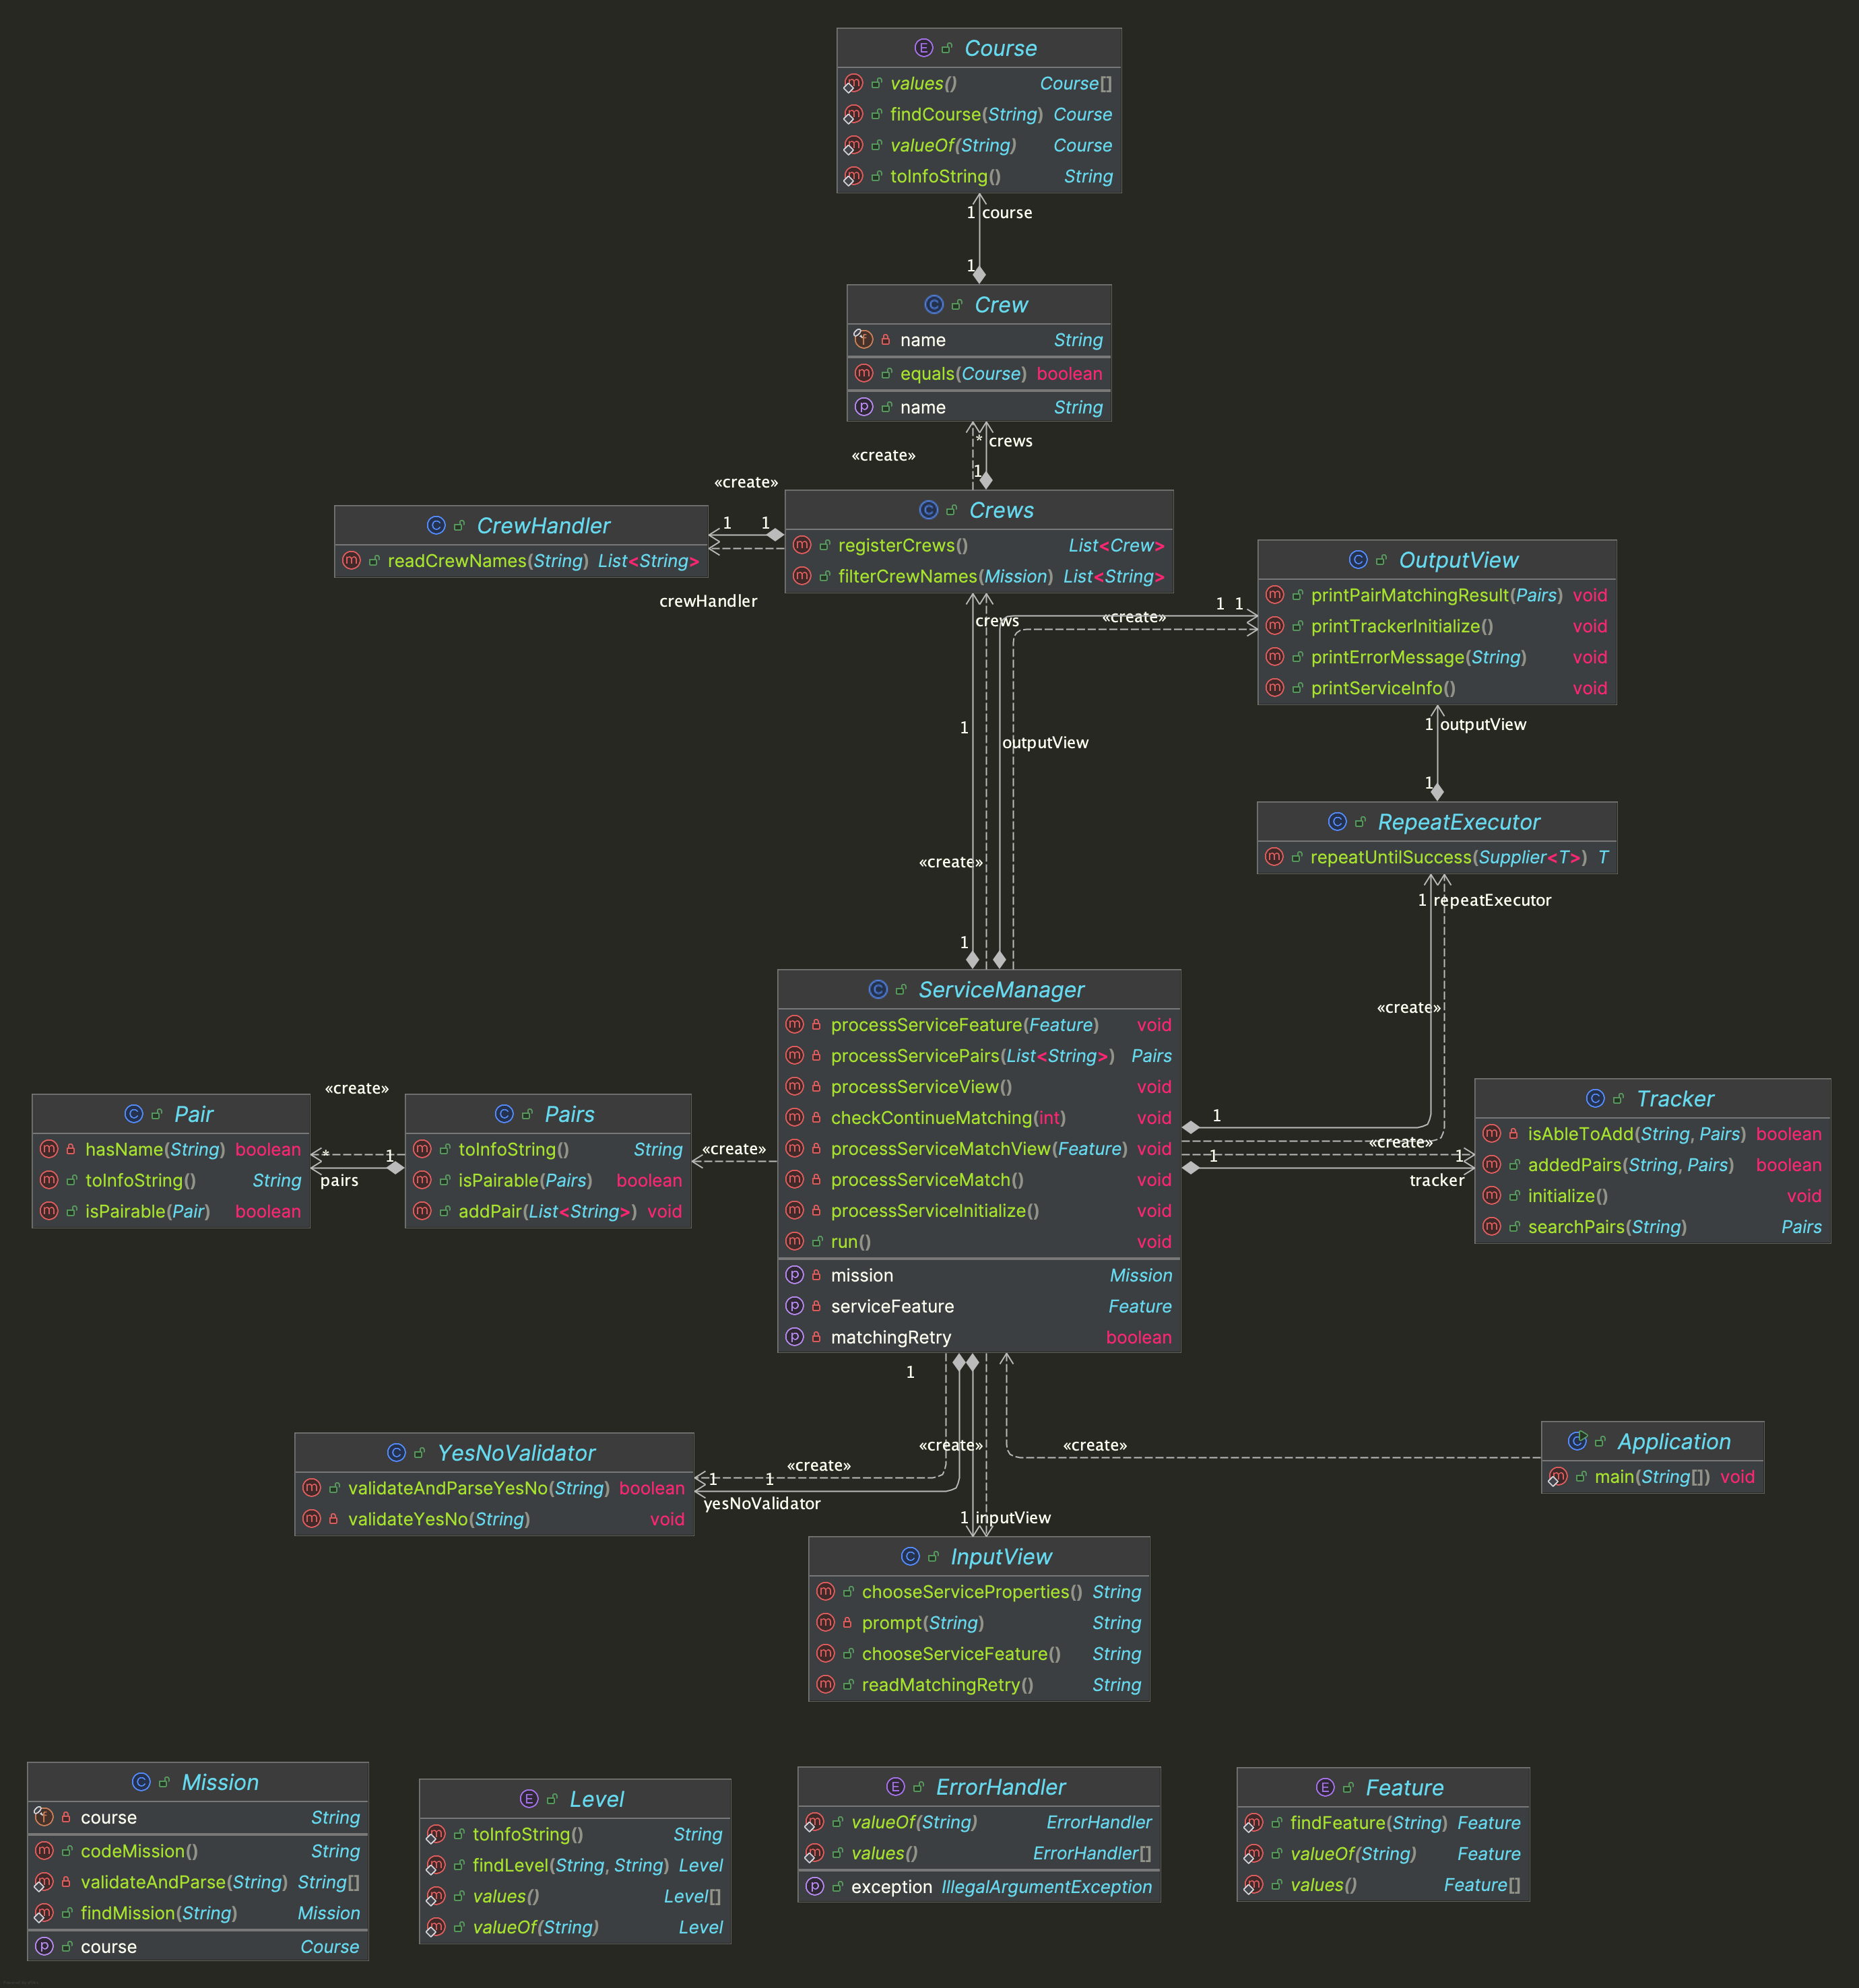 Course
values() Course[]
findCourse(String) Course
valueOf(String) Course
toInfoString() String
1 course
1
Crew
name String
equals(Course) boolean
name String
* crews
«create»
1
«create»
CrewHandler
readCrewNames(String) List<String>
1 1
crewHandler
Crews
registerCrews() List<Crew>
filterCrewNames(Mission) List<String>
crews
1
«create»
1
«create»
1 1
outputView
OutputView
printPairMatchingResult(Pairs) void
printTrackerInitialize() void
printErrorMessage(String) void
printServiceInfo() void
1 outputView
1
RepeatExecutor
repeatUntilSuccess(Supplier<T>) T
1 repeatExecutor
«create»
1
ServiceManager
processServiceFeature(Feature) void
processServicePairs(List<String>) Pairs
processServiceView() void
checkContinueMatching(int) void
processServiceMatchView(Feature) void
processServiceMatch() void
processServiceInitialize() void
run() void
mission Mission
serviceFeature Feature
matchingRetry boolean
«create»
Pair
hasName(String) boolean
toInfoString() String
isPairable(Pair) boolean
* 1
pairs
Pairs
toInfoString() String
isPairable(Pairs) boolean
addPair(List<String>) void
«create»
«create»
1 1
tracker
Tracker
isAbleToAdd(String, Pairs) boolean
addedPairs(String, Pairs) boolean
initialize() void
searchPairs(String) Pairs
1
«create»
«create»
«create»
1 1
yesNoValidator
YesNoValidator
validateAndParseYesNo(String) boolean
validateYesNo(String) void
Application
main(String[]) void
1 inputView
InputView
chooseServiceProperties() String
prompt(String) String
chooseServiceFeature() String
readMatchingRetry() String
Mission
course String
codeMission() String
validateAndParse(String) String[]
findMission(String) Mission
course Course
Level
toInfoString() String
findLevel(String, String) Level
values() Level[]
valueOf(String) Level
ErrorHandler
valueOf(String) ErrorHandler
values() ErrorHandler[]
exception IllegalArgumentException
Feature
findFeature(String) Feature
valueOf(String) Feature
values() Feature[]